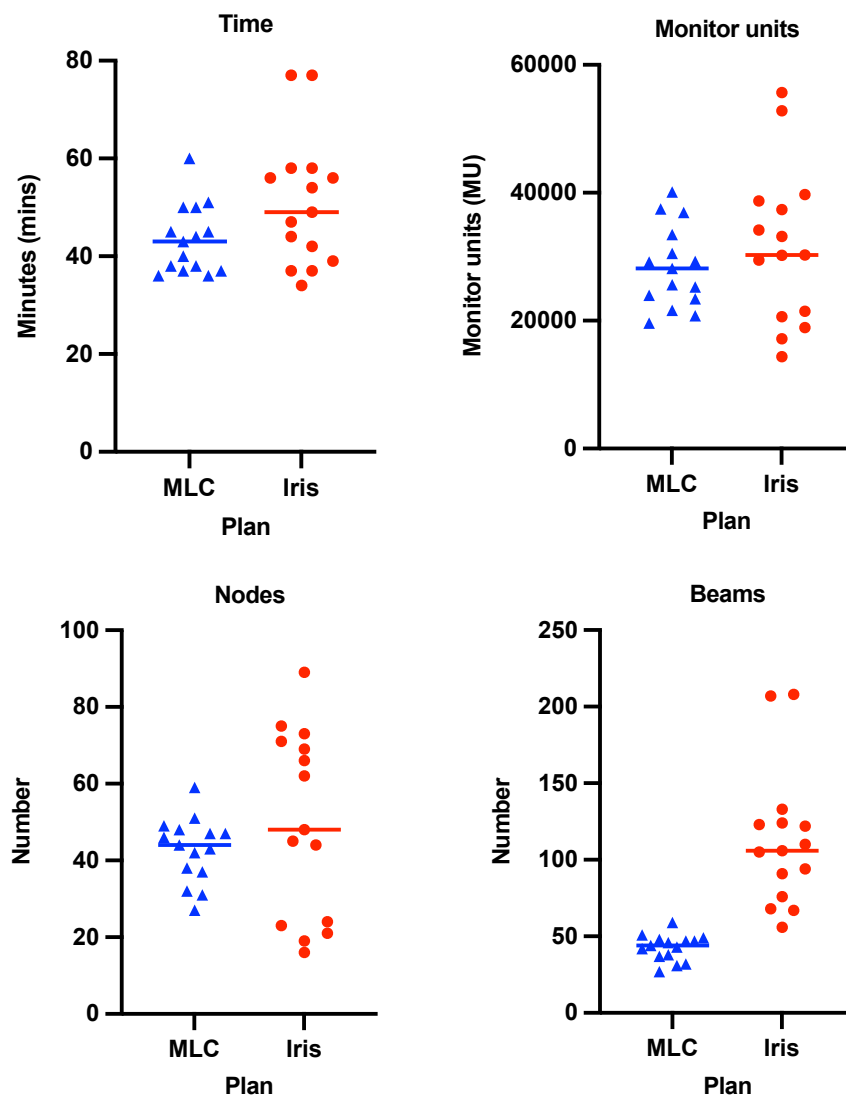 Time
Minutes (mins)
80
60
40
20
0
MLC Iris
Plan
Monitor units
Monitor units (MU)
60000
40000
20000
0
MLC Iris
Plan
Nodes
Number
100
80
60
40
20
0
MLC Iris
Plan
Beams
Number
250
200
150
100
50
0
MLC Iris
Plan